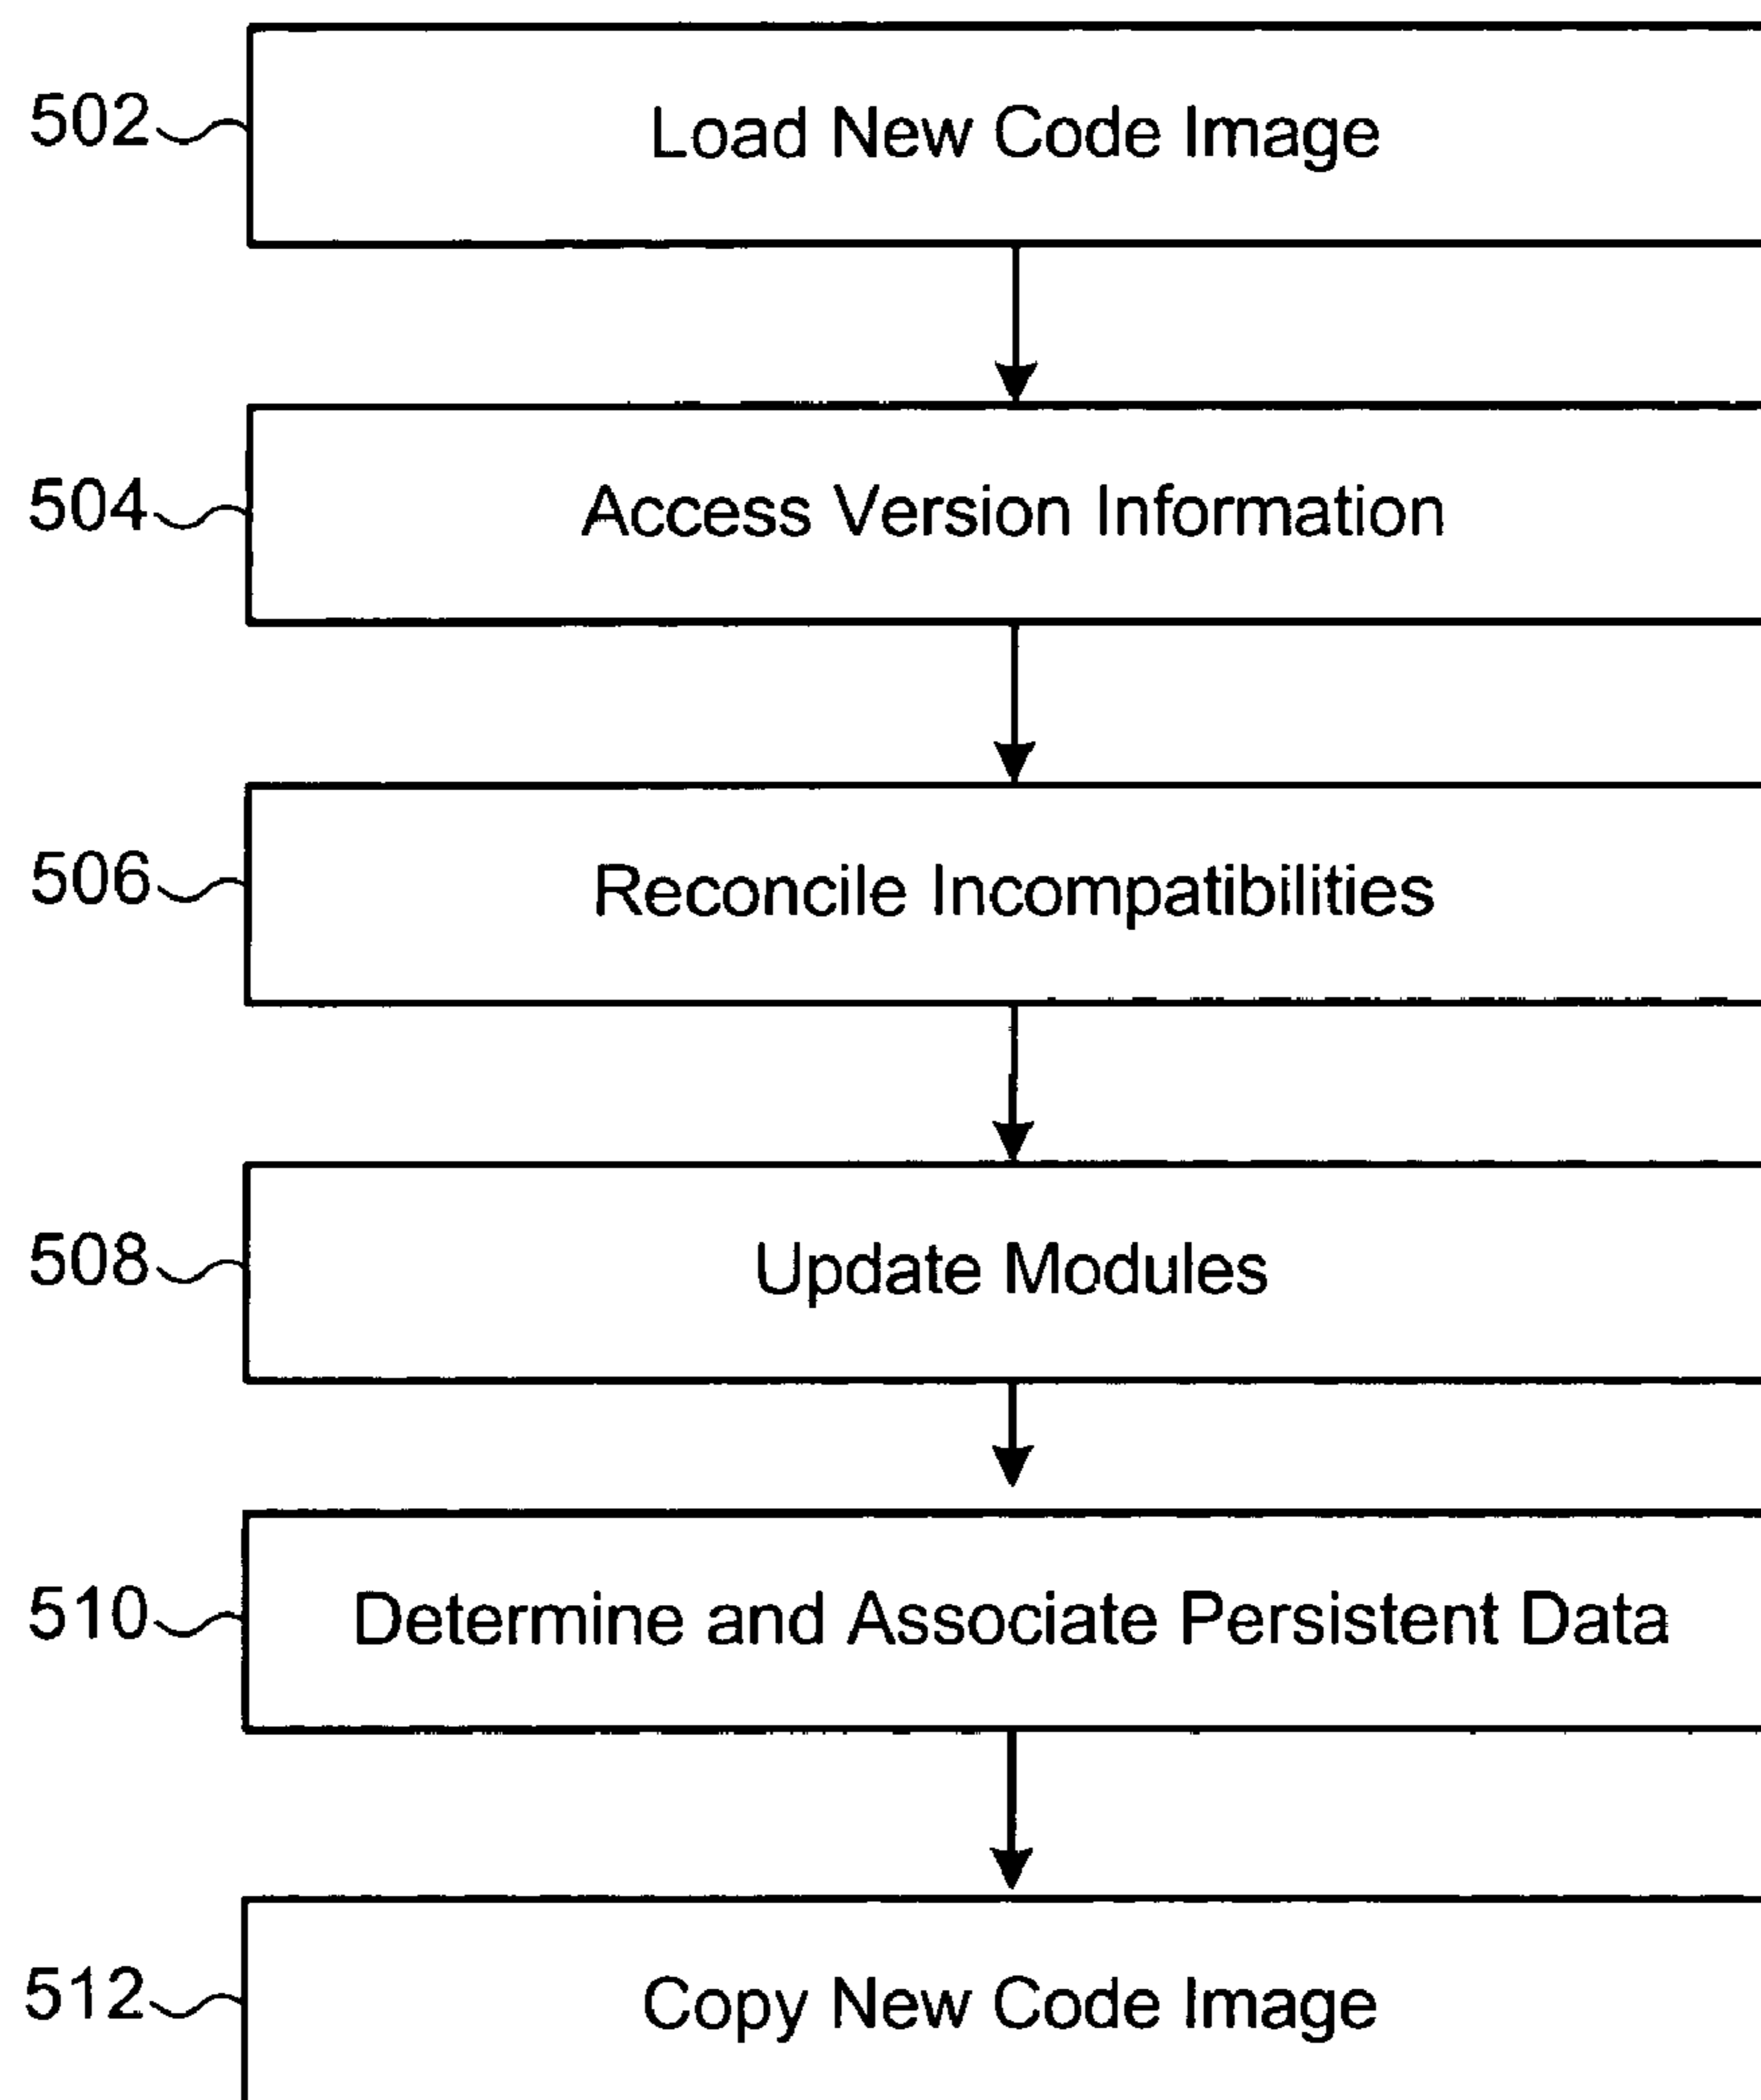 502 Load New Code Image
504 Access Version Information
506 Reconcile Incompatibilities
508 Update Modules
510 Determine and Associate Persistent Data
512 Copy New Code Image